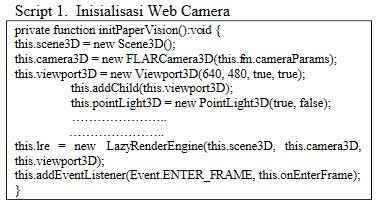 Script 1.  Inisialisasi Web Camera
private function initPaperVision():void {
this.scene3D = new Scene3D();
this.camera3D = new FLARCamera3D(this.fm.cameraParams);
this.viewport3D = new Viewport3D(640, 480, true, true);
this.addChild(this.viewport3D);
this.pointLight3D = new PointLight3D(true, false);
…………………..
…………………..
this.lre = new LazyRenderEngine(this.scene3D, this.camera3D,
this.viewport3D);
this.addEventListener(Event.ENTER_FRAME, this.onEnterFrame);
}